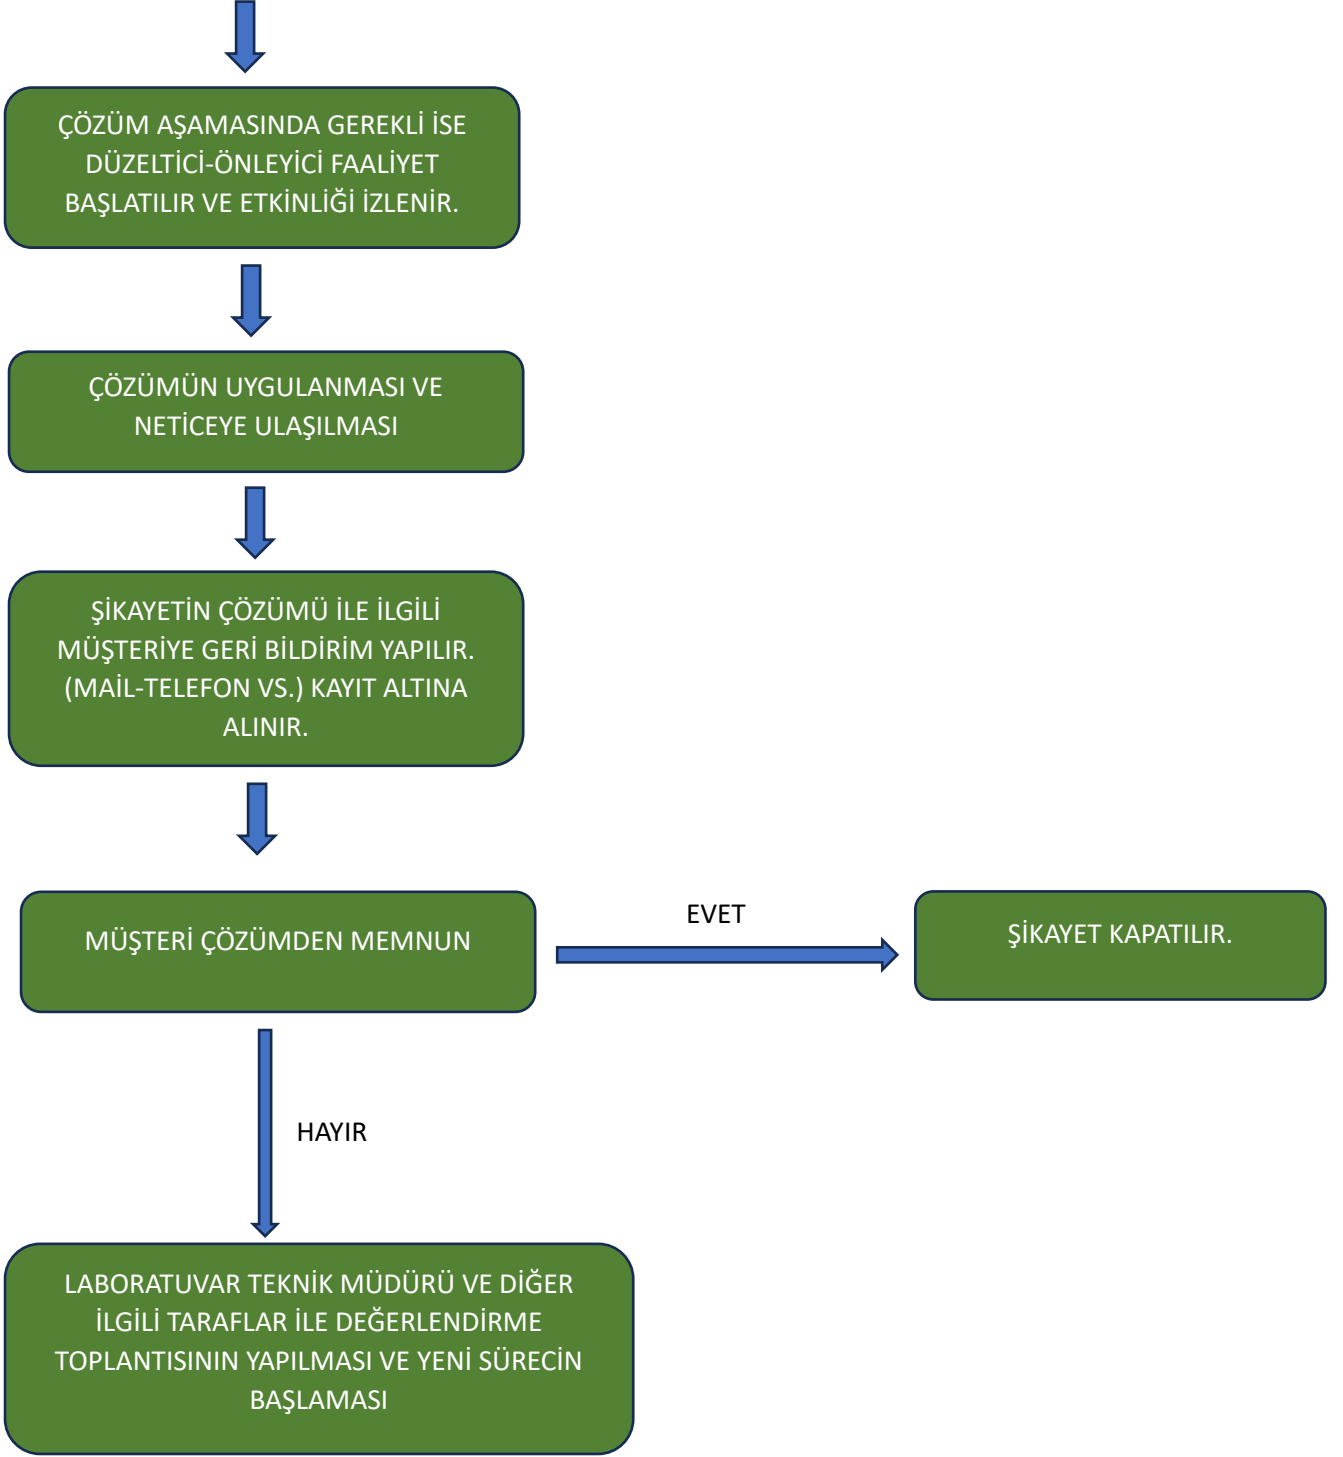 ÇÖZÜM AŞAMASINDA GEREKLİ İSE
DÜZELTİCİ-ÖNLEYİCİ FAALİYET
BAŞLATILIR VE ETKİNLİĞİ İZLENİR.
ÇÖZÜMÜN UYGULANMASI VE
NETİCEYE ULAŞILMASI
ŞİKAYETİN ÇÖZÜMÜ İLE İLGİLİ
MÜŞTERİYE GERİ BİLDİRİM YAPILIR.
(MAİL-TELEFON VS.) KAYIT ALTINA
ALINIR.
MÜŞTERİ ÇÖZÜMDEN MEMNUN
EVET
ŞİKAYET KAPATILIR.
HAYIR
LABORATUVAR TEKNİK MÜDÜRÜ VE DİĞER
İLGİLİ TARAFLAR İLE DEĞERLENDİRME
TOPLANTISININ YAPILMASI VE YENİ SÜRECİN
BAŞLAMASI